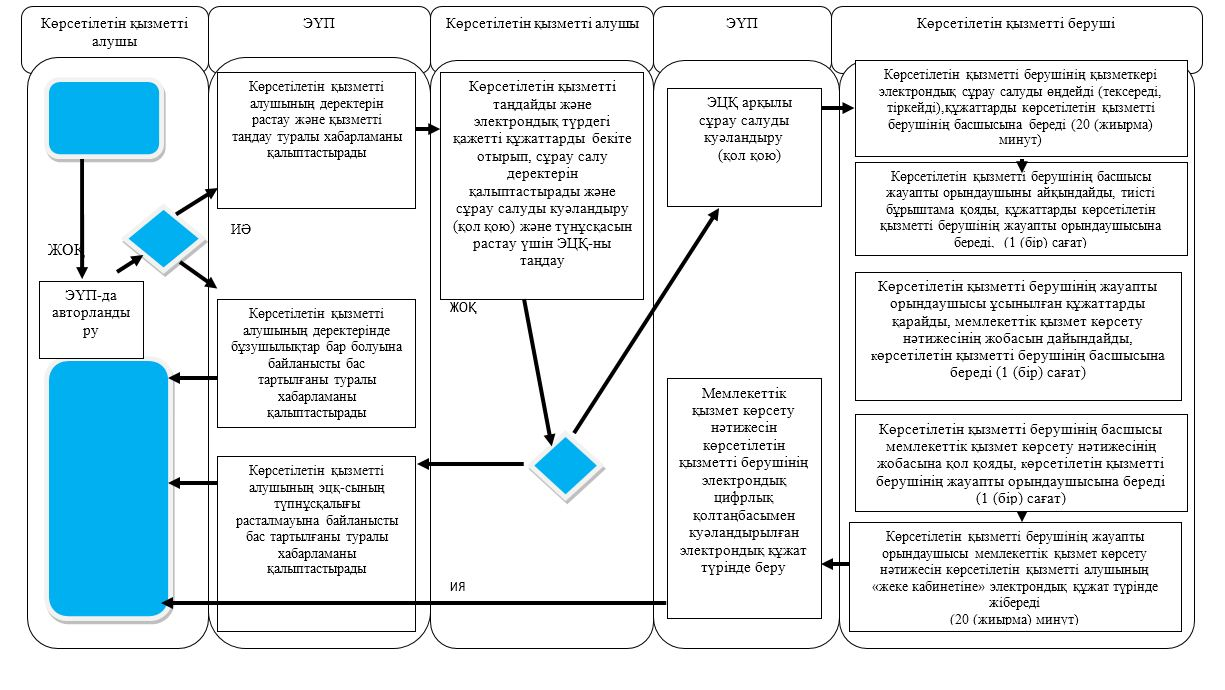 Көрсетілетін қызметті
алушы
ЭҮП
Көрсетілетін қызметті алушы
ЭҮП
Көрсетілетін қызметті беруші
ЖОҚ
ЭҮП-да
авторланды
ру
Көрсетілетін қызметті
алушының деректерін
растау және қызметті
таңдау туралы хабарламаны
қалыптастырады
ИӘ
Көрсетілетін қызметті
алушының деректерінде
бұзушылықтар бар болуына
байланысты бас
тартылғаны туралы
хабарламаны
қалыптастырады
Көрсетілетін қызметті
алушының эцқ-сының
түпнұсқалығы
расталмауына байланысты
бас тартылғаны туралы
хабарламаны
қалыптастырады
Көрсетілетін қызметті
таңдайды және
электрондық түрдегі
қажетті құжаттарды бекіте
отырып, сұрау салу
деректерін
қалыптастырады және
сұрау салуды куәландыру
(қол қою) және түнұсқасын
растау үшін ЭЦҚ-ны
таңдау
ЖОҚ
ИЯ
ЭЦҚ арқылы
сұрау салуды
куәландыру
(қол қою)
Мемлекеттік
қызмет көрсету
нәтижесін
көрсетілетін
қызметті берушінің
электрондық
цифрлық
қолтаңбасымен
куәландырылған
электрондық құжат
түрінде беру
Көрсетілетін қызметті берушінің қызметкері
электрондық сұрау салуды өңдейді (тексереді,
тіркейді),құжаттарды көрсетілетін қызметті
берушінің басшысына береді (20 (жиырма)
минут)
Көрсетілетін қызметті берушінің басшысы
жауапты орындаушыны айқындайды, тиісті
бұрыштама қояды, құжаттарды көрсетілетін
қызметті берушінің жауапты орындаушысына
береді, (1 (бір) сағат)
Көрсетілетін қызметті берушінің жауапты
орындаушысы ұсынылған құжаттарды
қарайды, мемлекеттік қызмет көрсету
нәтижесінің жобасын дайындайды,
көрсетілетін қызметті берушінің басшысына
береді (1 (бір) сағат)
Көрсетілетін қызметті берушінің басшысы
мемлекеттік қызмет көрсету нәтижесінің
жобасына қол қояды, көрсетілетін қызметті
берушінің жауапты орындаушысына береді
(1 (бір) сағат)
Көрсетілетін қызметті берушінің жауапты
орындаушысы мемлекеттік қызмет көрсету
нәтижесін көрсетілетін қызметті алушының
«жеке кабинетіне» электрондық құжат түрінде
жібереді
(20 (жиырма) минут)